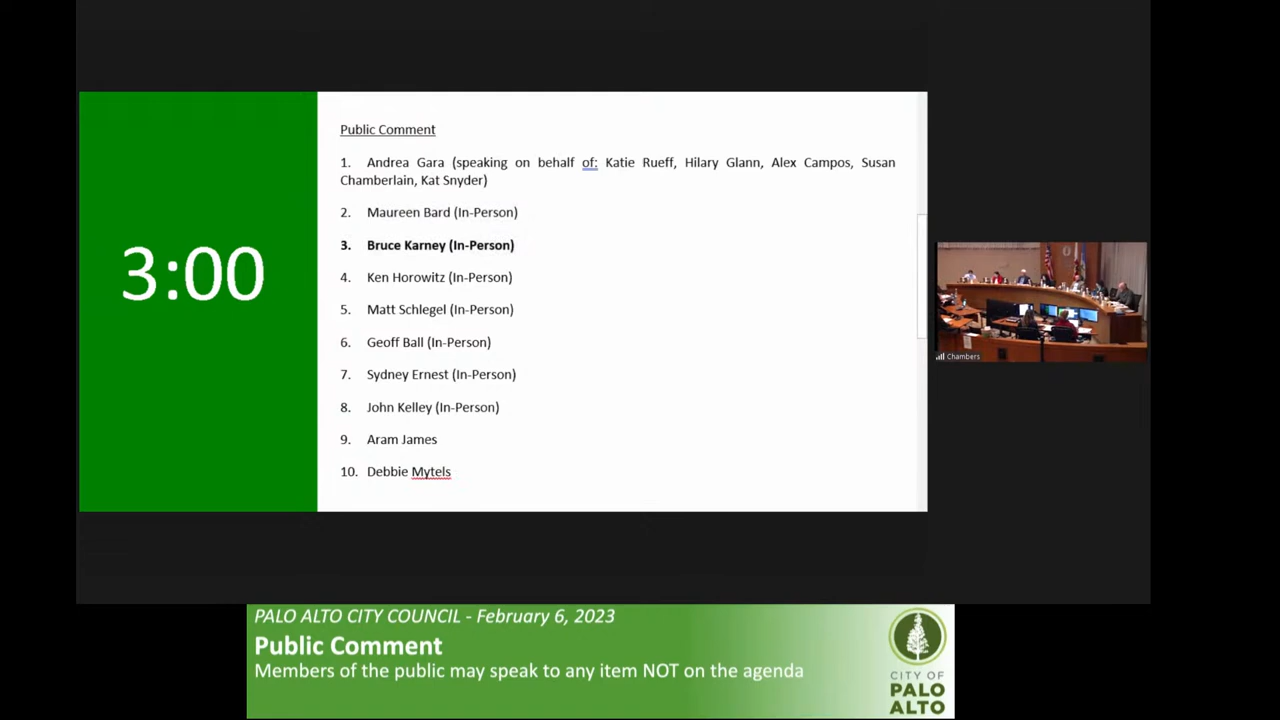 3:00
Public Comment
1. Andrea Gara (speaking on behalf of: Katie Rueff, Hilary Glann, Alex Campos, Susan
Chamberlain, Kat Snyder)
2. Maureen Bard (In-Person)
3. Bruce Karney (In-Person)
4. Ken Horowitz (In-Person)
5. Matt Schlegel (In-Person)
6. Geoff Ball (In-Person)
7. Sydney Ernest (In-Person)
8. John Kelley (In-Person)
9. Aram James
10. Debbie Mytels
Chambers
PALO ALTO CITY COUNCIL - February 6, 2023
Public Comment
Members of the public may speak to any item NOT on the agenda
CITY OF
PALO
ALTO